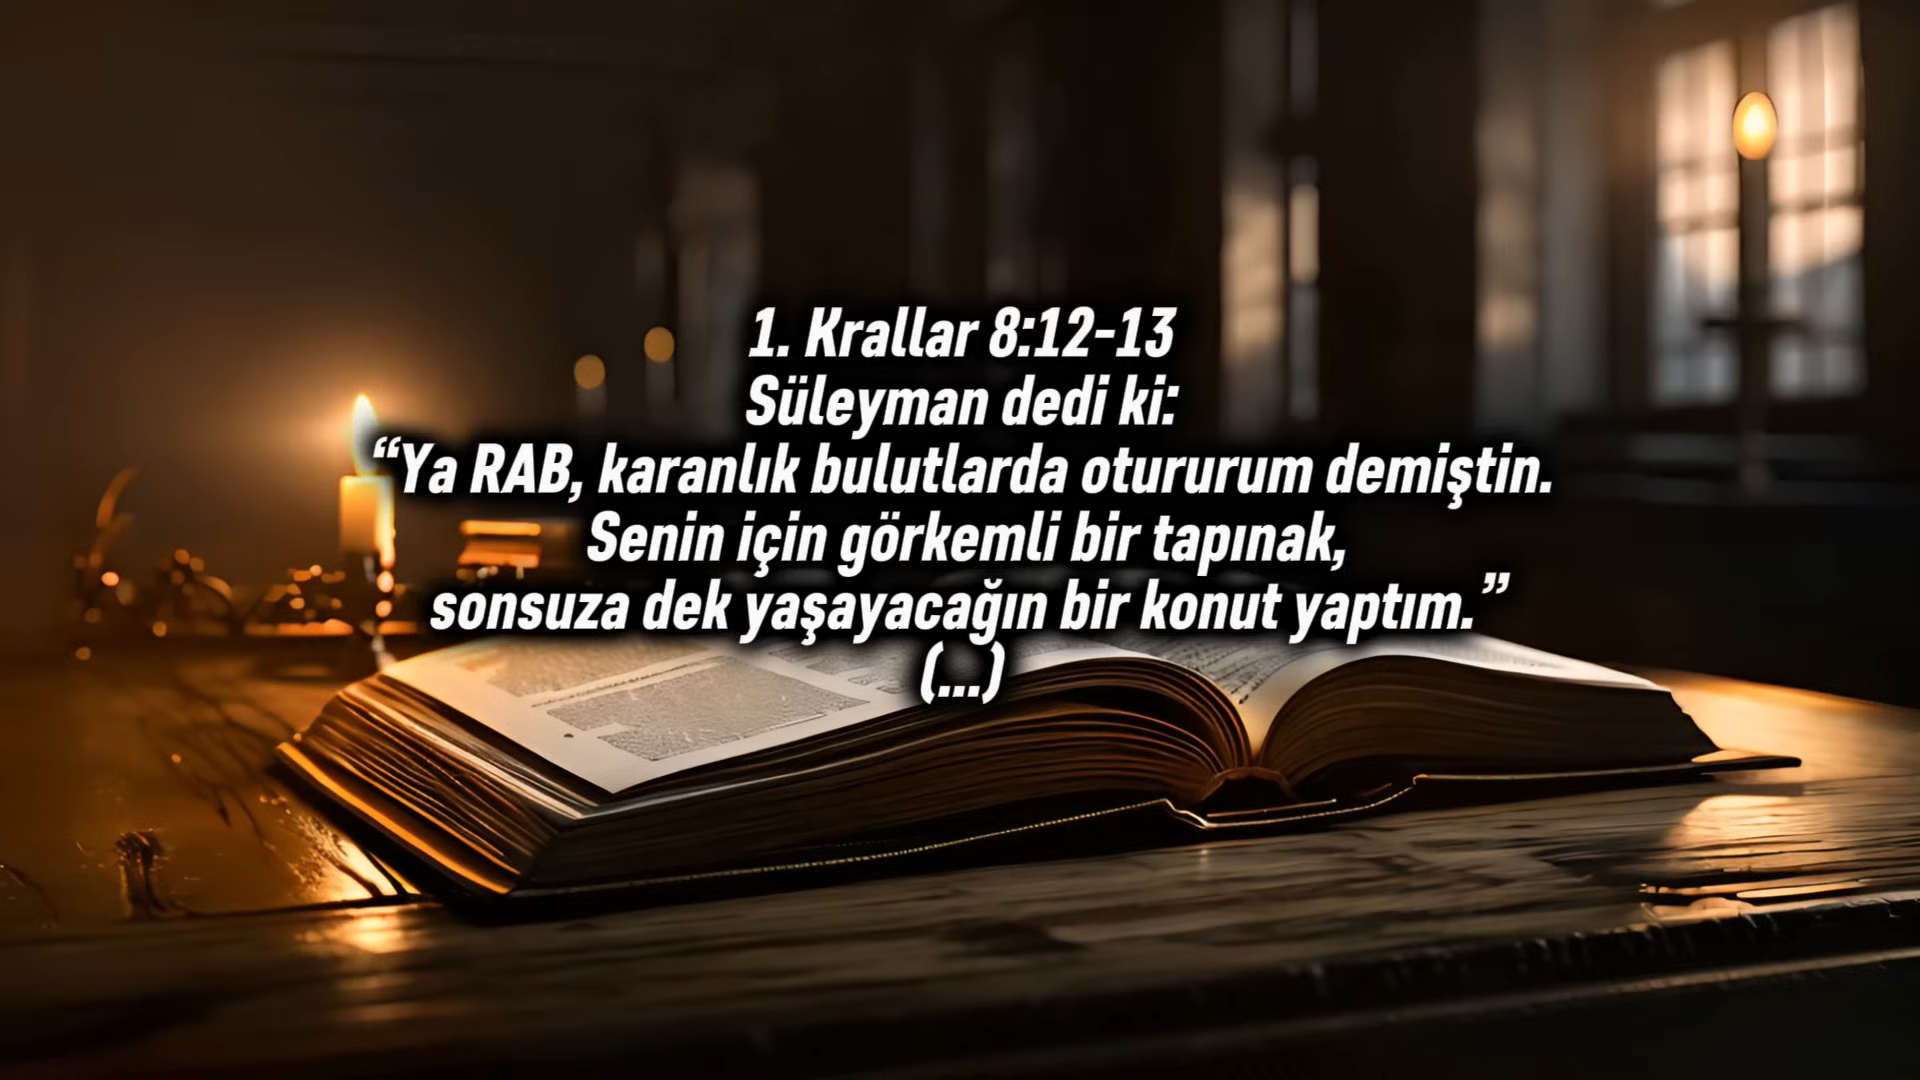 1. Krallar 8:12-13
Süleyman dedi ki:
“Ya RAB, karanlık bulutlarda otururum demiştin.
Senin için görkemli bir tapınak,
sonsuza dek yaşayacağın bir konut yaptım.”
(...)